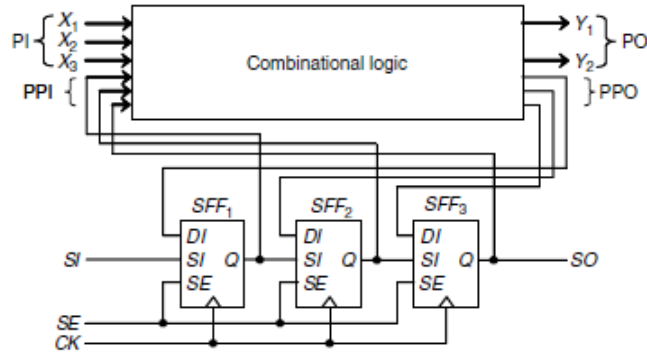 PI { X1 Combinational logic Y1 } PO
X2
X3 Y2
PPI { } PPO
SFF1 SFF2 SFF3
DI DI DI
SI SI Q SI Q SI Q SO
SE SE SE
SE
CK